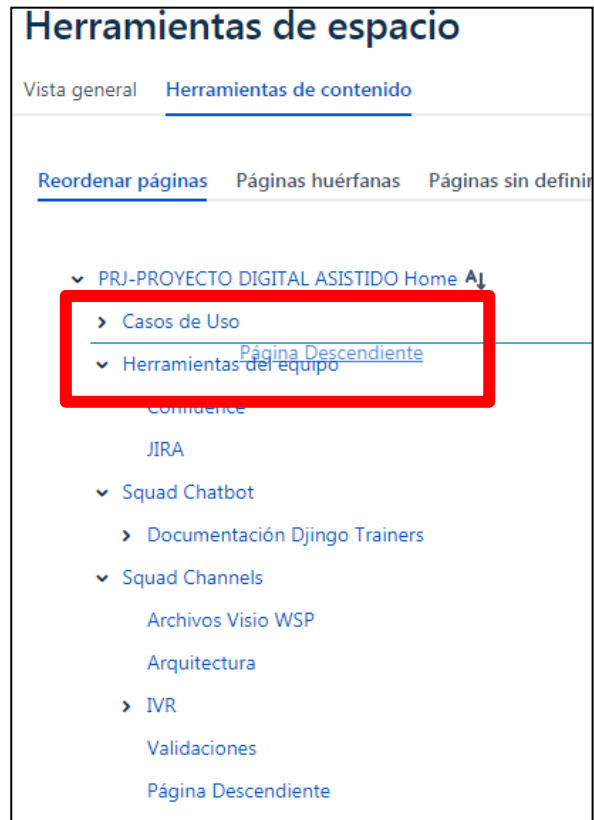 Herramientas de espacio
Vista general Herramientas de contenido
Reordenar páginas Páginas huérfanas Páginas sin definir
PRJ-PROYECTO DIGITAL ASISTIDO Home
Casos de Uso
Página Descendiente
Herramientas del equipo
Confluence
JIRA
Squad Chatbot
Documentación Djingo Trainers
Squad Channels
Archivos Visio WSP
Arquitectura
IVR
Validaciones
Página Descendiente